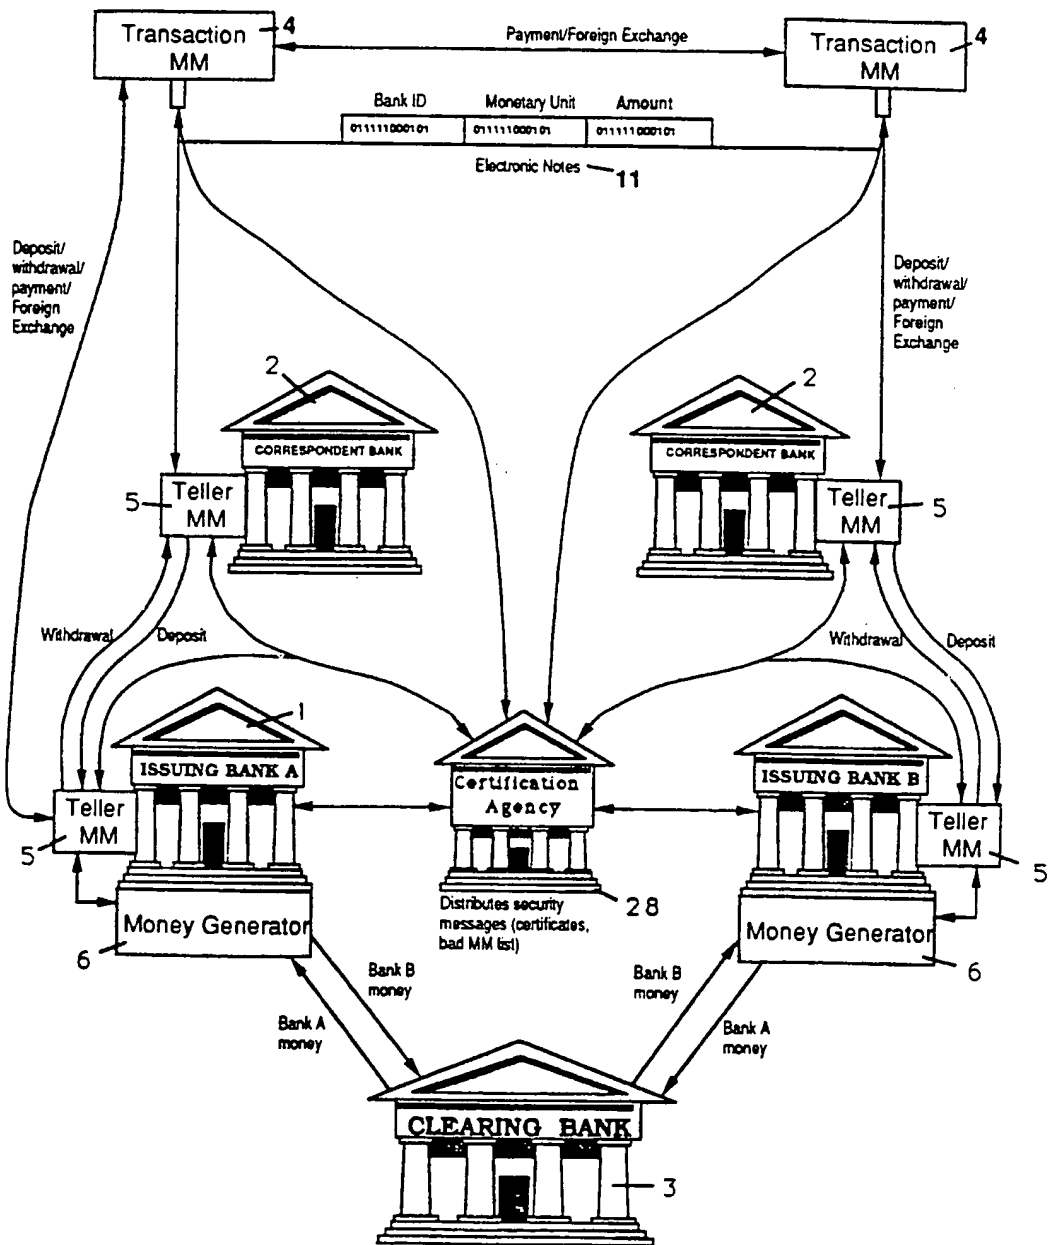 Transaction
MM
4
Payment/Foreign Exchange
Transaction
MM
4
Bank ID
Monetary Unit
Amount
011111000101
011111000101
011111000101
Electronic Notes
11
Deposit/
withdrawal/
payment/
Foreign
Exchange
Deposit/
withdrawal/
payment/
Foreign
Exchange
2
CORRESPONDENT BANK
2
CORRESPONDENT BANK
5
Teller
MM
Teller
MM
5
Withdrawal
Deposit
Withdrawal
Deposit
1
ISSUING BANK A
Certification
Agency
ISSUING BANK B
Teller
MM
5
Teller
MM
5
28
Distributes security
messages (certificates,
bad MM list)
Money Generator
6
Money Generator
6
Bank B
money
Bank A
money
Bank B
money
Bank A
money
CLEARING BANK
3